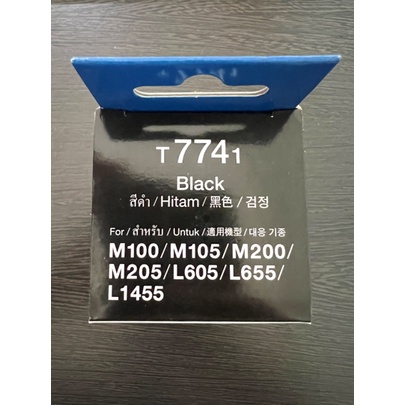 T7741
Black
สีดำ / Hitam / 黑色 / 검정
For / สำหรับ / Untuk / 適用機型 / 대응 기종
M100/M105/M200/
M205/L605/L655/
L1455